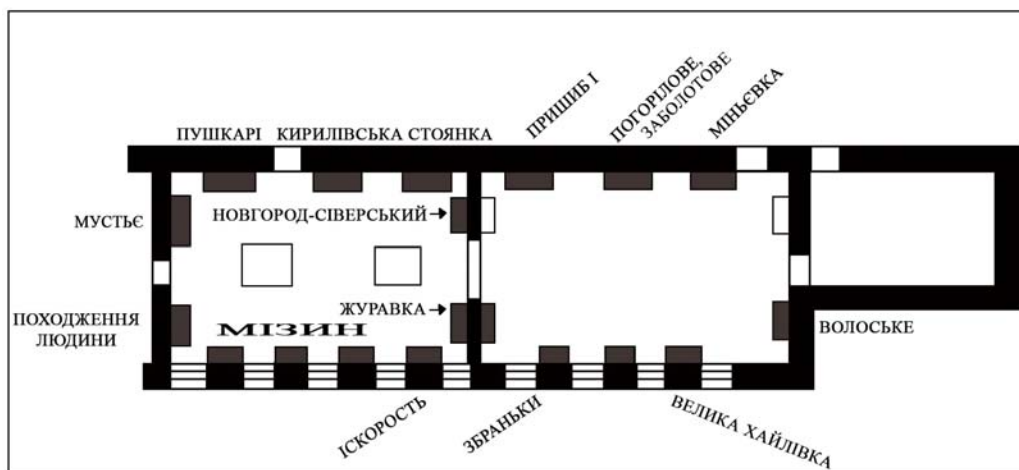 ПРИШИБ І
ПОГОРІЛОВЕ,
ЗАБОЛОТОВЕ
МІНЬЄВКА
ПУШКАРІ
КИРИЛІВСЬКА СТОЯНКА
МУСТЬЄ
НОВГОРОД-СІВЕРСЬКИЙ
ЖУРАВКА
ПОХОДЖЕННЯ
ЛЮДИНИ
МІЗИН
ВОЛОСЬКЕ
ІСКОРОСТЬ
ЗБРАНЬКИ
ВЕЛИКА ХАЙЛІВКА